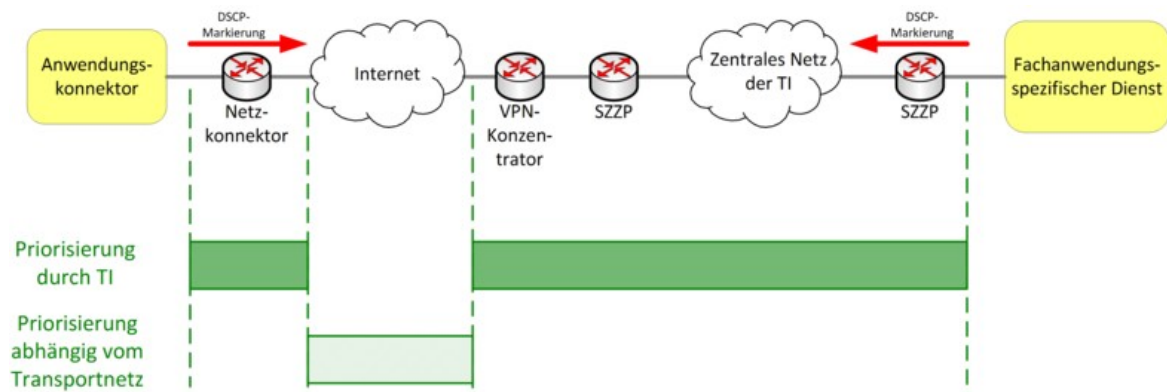 DSCP-
Markierung
DSCP-
Markierung
Anwendungs-
konnektor
Internet
Zentrales Netz
der TI
Fachanwendungs-
spezifischer Dienst
Netz-
konnektor
VPN-
Konzen-
trator
SZZP
SZZP
Priorisierung
durch TI
Priorisierung
abhängig vom
Transportnetz